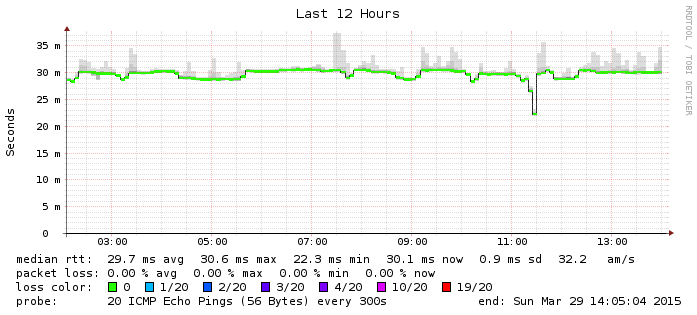 Last 12 Hours
RRDTOOL / TOBI OETIKER
Seconds
35 m
30 m
25 m
20 m
15 m
10 m
5 m
0
03:00 05:00 07:00 09:00 11:00 13:00
median rtt: 29.7 ms avg 30.6 ms max 22.3 ms min 30.1 ms now 0.9 ms sd 32.2 am/s
packet loss: 0.00 % avg 0.00 % max 0.00 % min 0.00 % now
loss color: 0 1/20 2/20 3/20 4/20 10/20 19/20
probe: 20 ICMP Echo Pings (56 Bytes) every 300s end: Sun Mar 29 14:05:04 2015